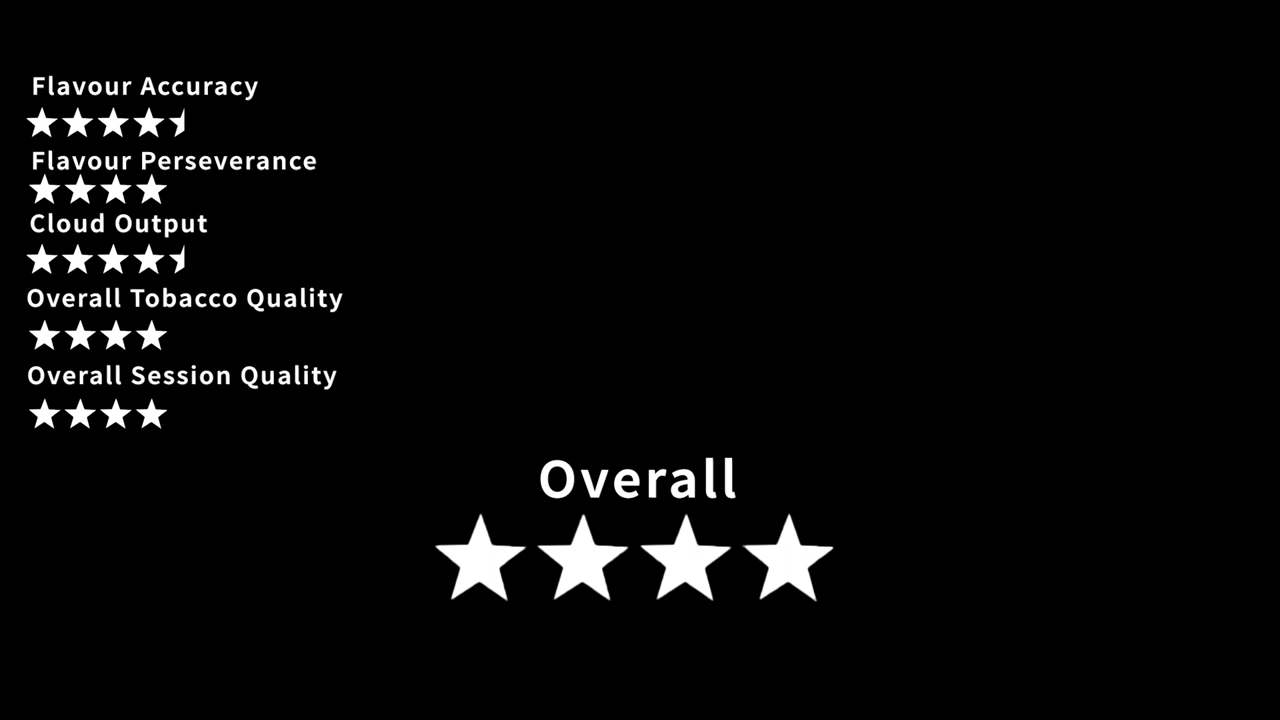 Flavour Accuracy
Flavour Perseverance
Cloud Output
Overall Tobacco Quality
Overall Session Quality
Overall